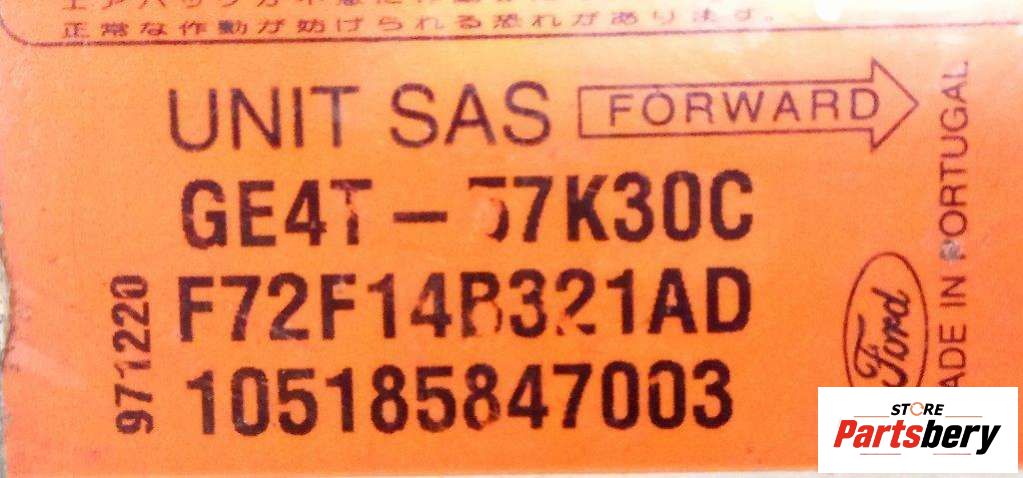 正常な作動が妨げられる恐れがあります。
UNIT SAS
FORWARD
GE4T-57K30C
F72F14B321AD
105185847003
971220
Ford
MADE IN PORTUGAL
STORE
Partsbery